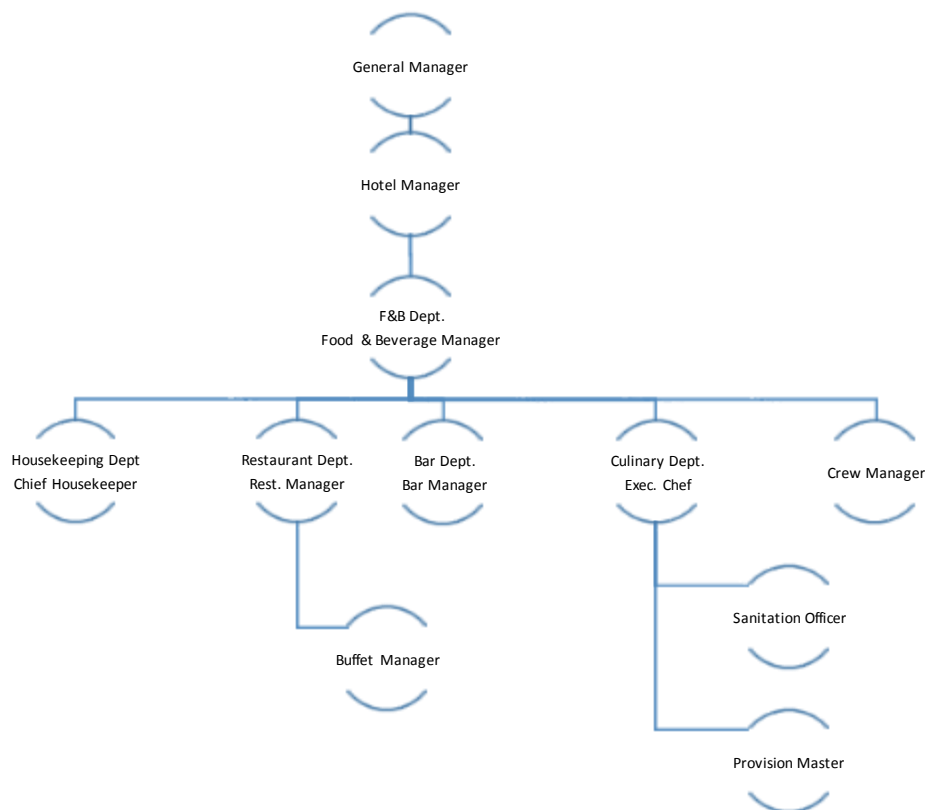 General Manager
Hotel Manager
F&B Dept.
Food & Beverage Manager
Housekeeping Dept
Chief Housekeeper
Restaurant Dept.
Rest. Manager
Bar Dept.
Bar Manager
Culinary Dept.
Exec. Chef
Crew Manager
Sanitation Officer
Buffet Manager
Provision Master